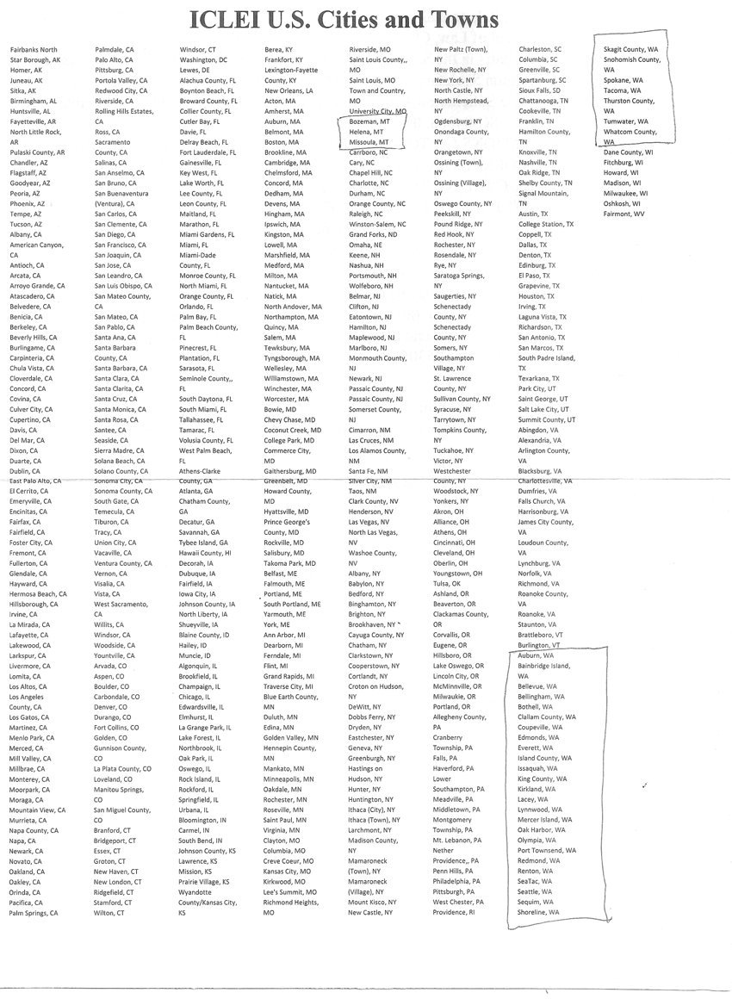 ICLEI U.S. Cities and Towns
Fairbanks North
Star Borough, AK
Homer, AK
Juneau, AK
Sitka, AK
Birmingham, AL
Huntsville, AL
Fayetteville, AR
North Little Rock,
AR
Pulaski County, AR
Chandler, AZ
Flagstaff, AZ
Goodyear, AZ
Peoria, AZ
Phoenix, AZ
Tempe, AZ
Tucson, AZ
Albany, CA
American Canyon,
CA
Antioch, CA
Arcata, CA
Arroyo Grande, CA
Atascadero, CA
Belvedere, CA
Benicia, CA
Berkeley, CA
Beverly Hills, CA
Burlingame, CA
Carpinteria, CA
Chula Vista, CA
Cloverdale, CA
Concord, CA
Covina, CA
Culver City, CA
Cupertino, CA
Davis, CA
Del Mar, CA
Dixon, CA
Duarte, CA
Dublin, CA
East Palo Alto, CA
El Cerrito, CA
Emeryville, CA
Encinitas, CA
Fairfax, CA
Fairfield, CA
Foster City, CA
Fremont, CA
Fullerton, CA
Glendale, CA
Hayward, CA
Hermosa Beach, CA
Hillsborough, CA
Irvine, CA
La Mirada, CA
Lafayette, CA
Lakewood, CA
Larkspur, CA
Livermore, CA
Lomita, CA
Los Altos, CA
Los Angeles
County, CA
Los Gatos, CA
Martinez, CA
Menlo Park, CA
Merced, CA
Mill Valley, CA
Millbrae, CA
Monterey, CA
Moorpark, CA
Moraga, CA
Mountain View, CA
Murrieta, CA
Napa County, CA
Napa, CA
Newark, CA
Novato, CA
Oakland, CA
Oakley, CA
Orinda, CA
Pacifica, CA
Palm Springs, CA
Palmdale, CA
Palo Alto, CA
Pittsburg, CA
Portola Valley, CA
Redwood City, CA
Riverside, CA
Rolling Hills Estates,
CA
Ross, CA
Sacramento
County, CA
Salinas, CA
San Anselmo, CA
San Bruno, CA
San Buenaventura
(Ventura), CA
San Carlos, CA
San Clemente, CA
San Diego, CA
San Francisco, CA
San Joaquin, CA
San Jose, CA
San Leandro, CA
San Luis Obispo, CA
San Mateo County,
CA
San Mateo, CA
San Pablo, CA
Santa Ana, CA
Santa Barbara
County, CA
Santa Barbara, CA
Santa Clara, CA
Santa Clarita, CA
Santa Cruz, CA
Santa Monica, CA
Santa Rosa, CA
Santee, CA
Seaside, CA
Sierra Madre, CA
Solana Beach, CA
Solano County, CA
Sonoma City, CA
Sonoma County, CA
South Gate, CA
Temecula, CA
Tiburon, CA
Tracy, CA
Union City, CA
Vacaville, CA
Ventura County, CA
Vernon, CA
Visalia, CA
Vista, CA
West Sacramento,
CA
Willits, CA
Windsor, CA
Woodside, CA
Yountville, CA
Arvada, CO
Aspen, CO
Boulder, CO
Carbondale, CO
Denver, CO
Durango, CO
Fort Collins, CO
Golden, CO
Gunnison County,
CO
La Plata County, CO
Loveland, CO
Manitou Springs,
CO
San Miguel County,
CO
Branford, CT
Bridgeport, CT
Essex, CT
Groton, CT
New Haven, CT
New London, CT
Ridgefield, CT
Stamford, CT
Wilton, CT
Windsor, CT
Washington, DC
Lewes, DE
Alachua County, FL
Boynton Beach, FL
Broward County, FL
Collier County, FL
Cutler Bay, FL
Davie, FL
Delray Beach, FL
Fort Lauderdale, FL
Gainesville, FL
Key West, FL
Lake Worth, FL
Lee County, FL
Leon County, FL
Maitland, FL
Marathon, FL
Miami Gardens, FL
Miami, FL
Miami-Dade
County, FL
Monroe County, FL
North Miami, FL
Orange County, FL
Orlando, FL
Palm Bay, FL
Palm Beach County,
FL
Pinecrest, FL
Plantation, FL
Sarasota, FL
Seminole County,,
FL
South Daytona, FL
South Miami, FL
Tallahassee, FL
Tamarac, FL
Volusia County, FL
West Palm Beach,
FL
Athens-Clarke
County, GA
Atlanta, GA
Chatham County,
GA
Decatur, GA
Savannah, GA
Tybee Island, GA
Hawaii County, HI
Decorah, IA
Dubuque, IA
Fairfield, IA
Iowa City, IA
Johnson County, IA
North Liberty, IA
Shueyville, IA
Blaine County, ID
Hailey, ID
Muncie, ID
Algonquin, IL
Brookfield, IL
Champaign, IL
Chicago, IL
Edwardsville, IL
Elmhurst, IL
La Grange Park, IL
Lake Forest, IL
Northbrook, IL
Oak Park, IL
Oswego, IL
Rock Island, IL
Rockford, IL
Springfield, IL
Urbana, IL
Bloomington, IN
Carmel, IN
South Bend, IN
Johnson County, KS
Lawrence, KS
Mission, KS
Prairie Village, KS
Wyandotte
County/Kansas City,
KS
Berea, KY
Frankfort, KY
Lexington-Fayette
County, KY
New Orleans, LA
Acton, MA
Amherst, MA
Auburn, MA
Belmont, MA
Boston, MA
Brookline, MA
Cambridge, MA
Chelmsford, MA
Concord, MA
Dedham, MA
Devens, MA
Hingham, MA
Ipswich, MA
Kingston, MA
Lowell, MA
Marshfield, MA
Medford, MA
Milton, MA
Nantucket, MA
Natick, MA
North Andover, MA
Northampton, MA
Quincy, MA
Salem, MA
Tewksbury, MA
Tyngsborough, MA
Wellesley, MA
Williamstown, MA
Winchester, MA
Worcester, MA
Bowie, MD
Chevy Chase, MD
Coconut Creek, MD
College Park, MD
Commerce City,
MD
Gaithersburg, MD
Greenbelt, MD
Howard County,
MD
Hyattsville, MD
Prince George's
County, MD
Rockville, MD
Salisbury, MD
Takoma Park, MD
Belfast, ME
Falmouth, ME
Portland, ME
South Portland, ME
Yarmouth, ME
York, ME
Ann Arbor, MI
Dearborn, MI
Ferndale, MI
Flint, MI
Grand Rapids, MI
Traverse City, MI
Blue Earth County,
MN
Duluth, MN
Edina, MN
Golden Valley, MN
Hennepin County,
MN
Mankato, MN
Minneapolis, MN
Oakdale, MN
Rochester, MN
Roseville, MN
Saint Paul, MN
Virginia, MN
Clayton, MO
Columbia, MO
Creve Coeur, MO
Kansas City, MO
Kirkwood, MO
Lee's Summit, MO
Richmond Heights,
MO
Riverside, MO
Saint Louis County,,
MO
Saint Louis, MO
Town and Country,
MO
University City, MO
Bozeman, MT
Helena, MT
Missoula, MT
Carrboro, NC
Cary, NC
Chapel Hill, NC
Charlotte, NC
Durham, NC
Orange County, NC
Raleigh, NC
Winston-Salem, NC
Grand Forks, ND
Omaha, NE
Keene, NH
Nashua, NH
Portsmouth, NH
Wolfeboro, NH
Belmar, NJ
Clifton, NJ
Eatontown, NJ
Hamilton, NJ
Maplewood, NJ
Marlboro, NJ
Monmouth County,
NJ
Newark, NJ
Passaic County, NJ
Passaic County, NJ
Somerset County,
NJ
Cimarron, NM
Las Cruces, NM
Los Alamos County,
NM
Santa Fe, NM
Silver City, NM
Taos, NM
Clark County, NV
Henderson, NV
Las Vegas, NV
North Las Vegas,
NV
Washoe County,
NV
Albany, NY
Babylon, NY
Bedford, NY
Binghamton, NY
Brighton, NY
Brookhaven, NY
Cayuga County, NY
Chatham, NY
Clarkstown, NY
Cooperstown, NY
Cortlandt, NY
Croton on Hudson,
NY
DeWitt, NY
Dobbs Ferry, NY
Dryden, NY
Eastchester, NY
Geneva, NY
Greenburgh, NY
Hastings on
Hudson, NY
Hunter, NY
Huntington, NY
Ithaca (City), NY
Ithaca (Town), NY
Larchmont, NY
Madison County,
NY
Mamaroneck
(Town), NY
Mamaroneck
(Village), NY
Mount Kisco, NY
New Castle, NY
New Paltz (Town),
NY
New Rochelle, NY
New York, NY
North Castle, NY
North Hempstead,
NY
Ogdensburg, NY
Onondaga County,
NY
Orangetown, NY
Ossining (Town),
NY
Ossining (Village),
NY
Oswego County, NY
Peekskill, NY
Pound Ridge, NY
Red Hook, NY
Rochester, NY
Rosendale, NY
Rye, NY
Saratoga Springs,
NY
Saugerties, NY
Schenectady
County, NY
Schenectady
County, NY
Somers, NY
Southampton
Village, NY
St. Lawrence
County, NY
Sullivan County, NY
Syracuse, NY
Tarrytown, NY
Tompkins County,
NY
Tuckahoe, NY
Victor, NY
Westchester
County, NY
Woodstock, NY
Yonkers, NY
Akron, OH
Alliance, OH
Athens, OH
Cincinnati, OH
Cleveland, OH
Oberlin, OH
Youngstown, OH
Tulsa, OK
Ashland, OR
Beaverton, OR
Clackamas County,
OR
Corvallis, OR
Eugene, OR
Hillsboro, OR
Lake Oswego, OR
Lincoln City, OR
McMinnville, OR
Milwaukie, OR
Portland, OR
Allegheny County,
PA
Cranberry
Township, PA
Falls, PA
Haverford, PA
Lower
Southampton, PA
Meadville, PA
Middletown, PA
Montgomery
Township, PA
Mt. Lebanon, PA
Nether
Providence,, PA
Penn Hills, PA
Philadelphia, PA
Pittsburgh, PA
West Chester, PA
Providence, RI
Charleston, SC
Columbia, SC
Greenville, SC
Spartanburg, SC
Sioux Falls, SD
Chattanooga, TN
Cookeville, TN
Franklin, TN
Hamilton County,
TN
Knoxville, TN
Nashville, TN
Oak Ridge, TN
Shelby County, TN
Signal Mountain,
TN
Austin, TX
College Station, TX
Coppell, TX
Dallas, TX
Denton, TX
Edinburg, TX
El Paso, TX
Grapevine, TX
Houston, TX
Irving, TX
Laguna Vista, TX
Richardson, TX
San Antonio, TX
San Marcos, TX
South Padre Island,
TX
Texarkana, TX
Park City, UT
Saint George, UT
Salt Lake City, UT
Summit County, UT
Abingdon, VA
Alexandria, VA
Arlington County,
VA
Blacksburg, VA
Charlottesville, VA
Dumfries, VA
Falls Church, VA
Harrisonburg, VA
James City County,
VA
Loudoun County,
VA
Lynchburg, VA
Norfolk, VA
Richmond, VA
Roanoke County,
VA
Roanoke, VA
Staunton, VA
Brattleboro, VT
Burlington, VT
Auburn, WA
Bainbridge Island,
WA
Bellevue, WA
Bellingham, WA
Bothell, WA
Clallam County, WA
Coupeville, WA
Edmonds, WA
Everett, WA
Island County, WA
Issaquah, WA
King County, WA
Kirkland, WA
Lacey, WA
Lynnwood, WA
Mercer Island, WA
Oak Harbor, WA
Olympia, WA
Port Townsend, WA
Redmond, WA
Renton, WA
SeaTac, WA
Seattle, WA
Sequim, WA
Shoreline, WA
Skagit County, WA
Snohomish County,
WA
Spokane, WA
Tacoma, WA
Thurston County,
WA
Tumwater, WA
Whatcom County,
WA
Dane County, WI
Fitchburg, WI
Howard, WI
Madison, WI
Milwaukee, WI
Oshkosh, WI
Fairmont, WV